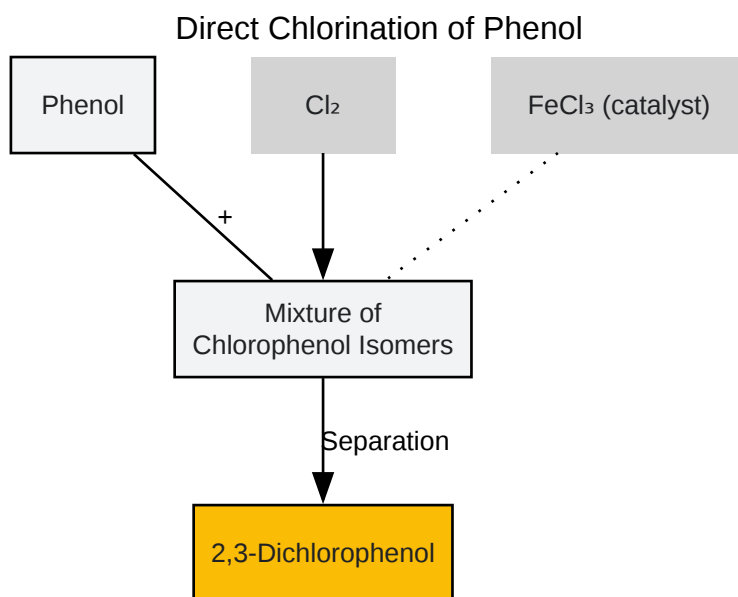 Direct Chlorination of Phenol
Phenol
Cl₂
FeCl₃ (catalyst)
+
Mixture of
Chlorophenol Isomers
Separation
2,3-Dichlorophenol